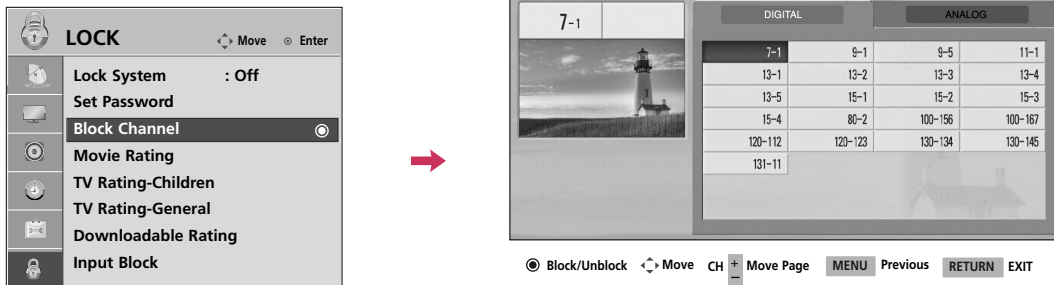 LOCK
Move Enter
Lock System : Off
Set Password
Block Channel
Movie Rating
TV Rating-Children
TV Rating-General
Downloadable Rating
Input Block
7-1
DIGITAL ANALOG
7-1 9-1 9-5 11-1
13-1 13-2 13-3 13-4
13-5 15-1 15-2 15-3
15-4 80-2 100-156 100-167
120-112 120-123 130-134 130-145
131-11
Block/Unblock Move CH + - Move Page MENU Previous RETURN EXIT